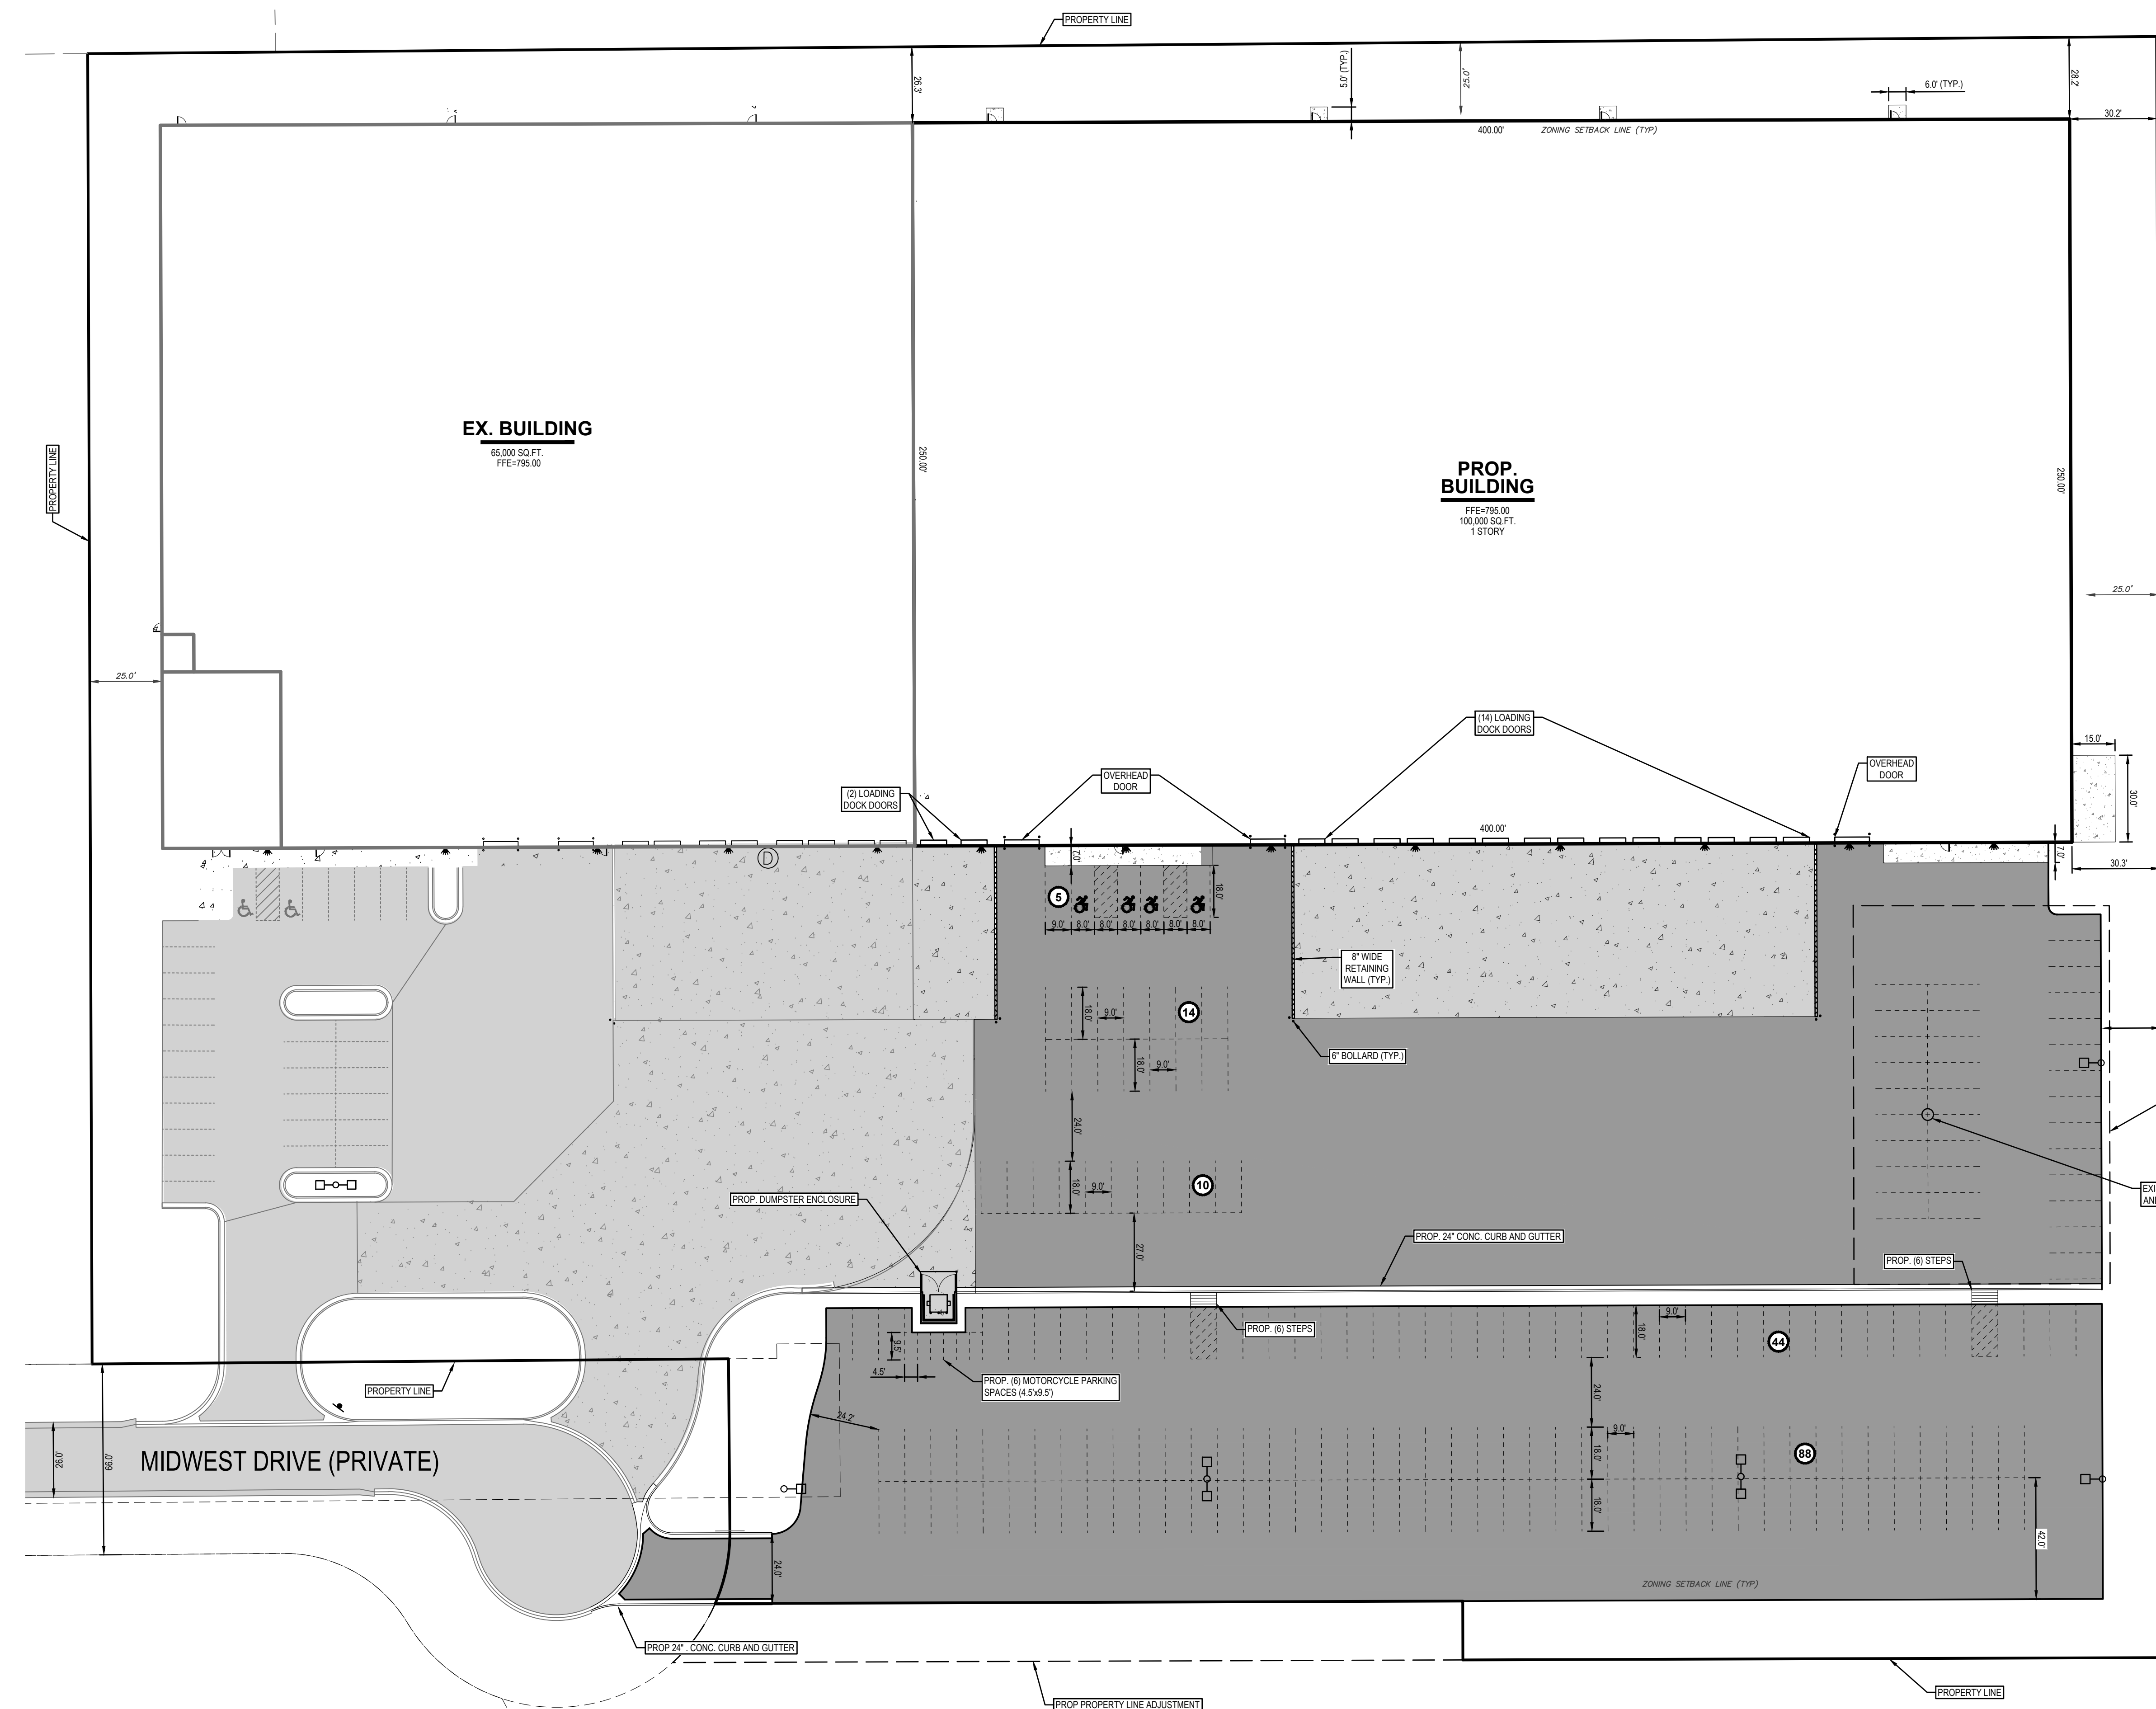 PROPERTY LINE
26.3'
5.0' (TYP.)
25.0'
6.0' (TYP.)
28.2'
30.2'
400.00'
ZONING SETBACK LINE (TYP)
EX. BUILDING
65,000 SQ.FT.
FFE=795.00
PROPERTY LINE
250.00'
PROP.
BUILDING
FFE=795.00
100,000 SQ.FT.
1 STORY
250.00'
25.0'
25.0'
(14) LOADING
DOCK DOORS
15.0'
30.0'
OVERHEAD
DOOR
OVERHEAD
DOOR
(2) LOADING
DOCK DOORS
400.00'
D
7.0'
7.0'
30.3'
5
18.0'
9.0'
8.0'
8.0'
8.0'
8.0'
8.0'
8.0'
8" WIDE
RETAINING
WALL (TYP.)
18.0'
9.0'
14
6" BOLLARD (TYP.)
18.0'
9.0'
24.0'
18.0'
9.0'
10
PROP. DUMPSTER ENCLOSURE
EXI
AN
27.0'
PROP. 24" CONC. CURB AND GUTTER
PROP. (6) STEPS
PROP. (6) STEPS
9.5'
4.5'
PROP. (6) MOTORCYCLE PARKING
SPACES (4.5'x9.5')
18.0'
9.0'
44
PROPERTY LINE
24.0'
24.2'
9.0'
88
18.0'
18.0'
26.0'
66.0'
MIDWEST DRIVE (PRIVATE)
42.0'
24.0'
ZONING SETBACK LINE (TYP)
PROP 24" . CONC. CURB AND GUTTER
PROP PROPERTY LINE ADJUSTMENT
PROPERTY LINE